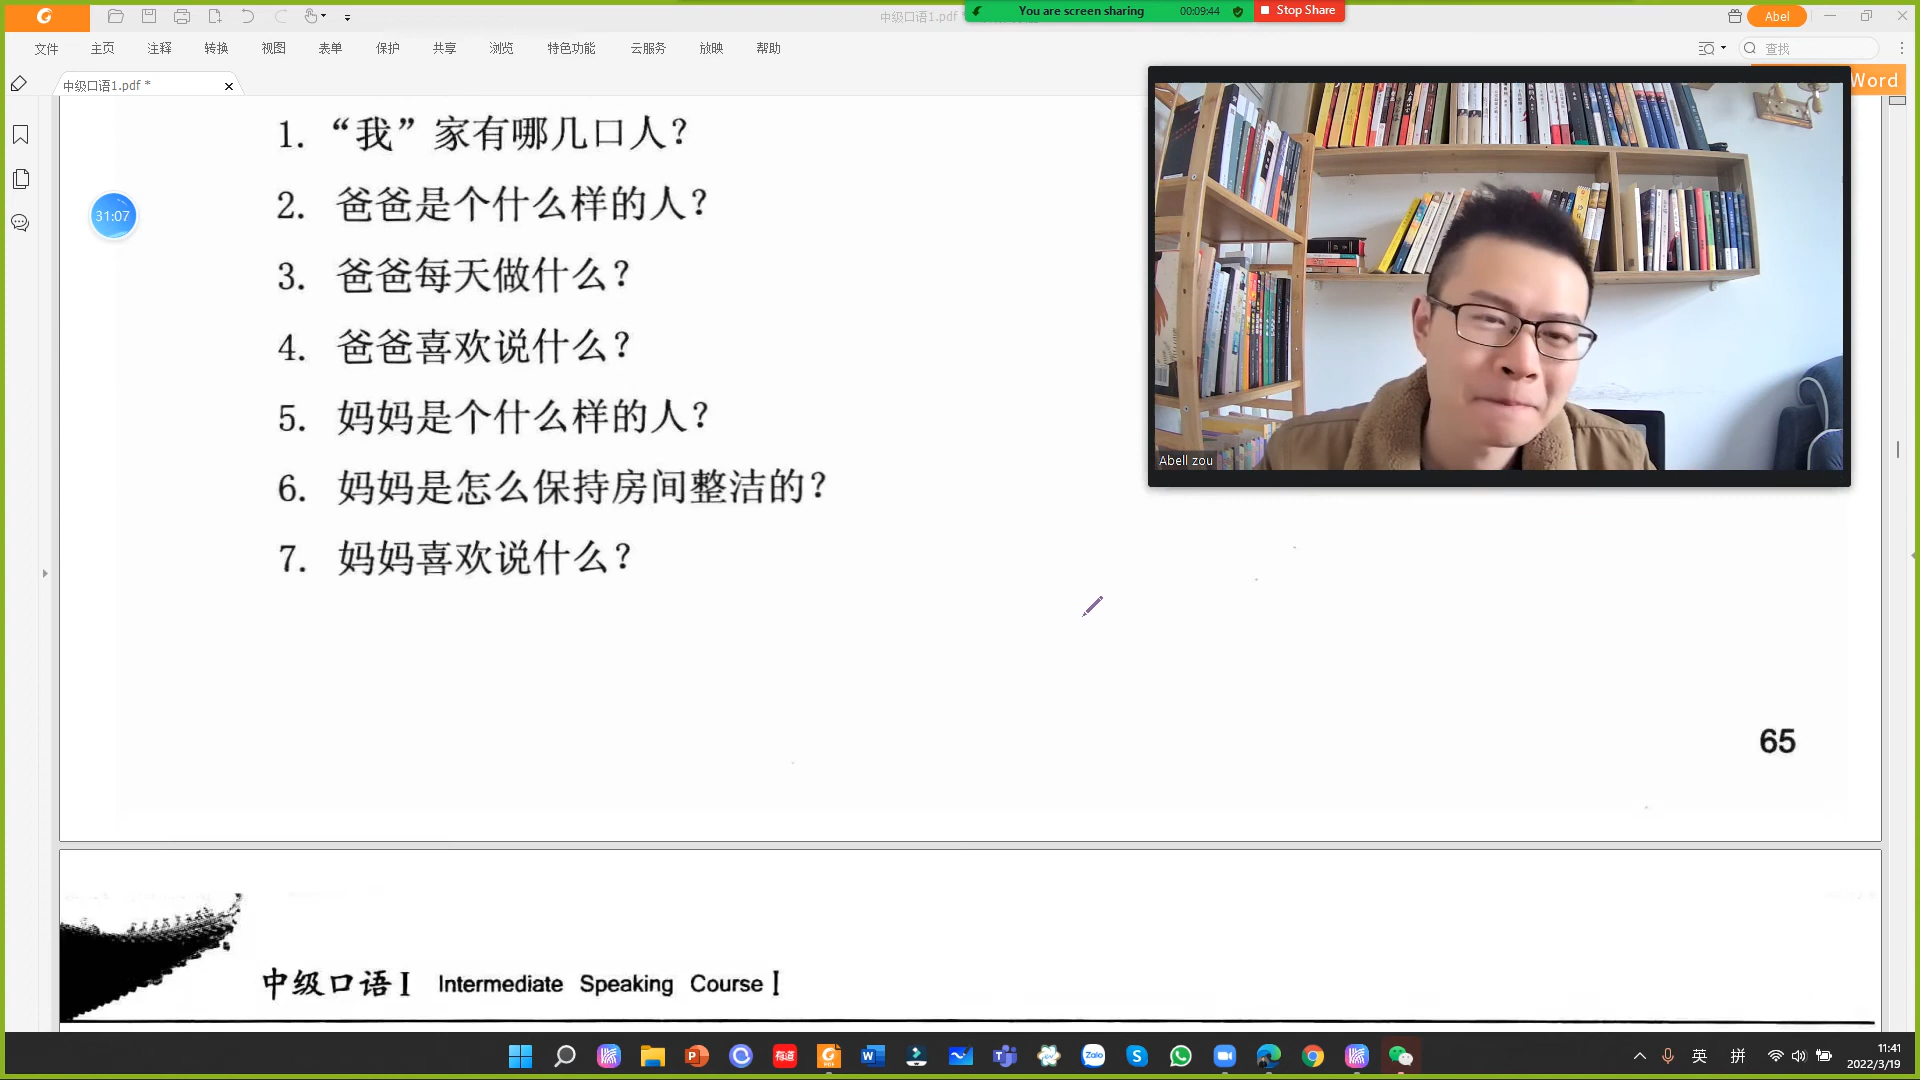 中级口语1.pdf *
You are screen sharing
00:09:44
Stop Share
Abel
文件
主页
注释
转换
视图
表单
保护
共享
浏览
特色功能
云服务
放映
帮助
查找
中级口语1.pdf *
Word
1. “我”家有哪几口人？
31:07
2. 爸爸是个什么样的人？
3. 爸爸每天做什么？
4. 爸爸喜欢说什么？
5. 妈妈是个什么样的人？
Abell zou
6. 妈妈是怎么保持房间整洁的？
7. 妈妈喜欢说什么？
65
中级口语I Intermediate Speaking Course I
有道
Zalo
英
拼
11:41
2022/3/19